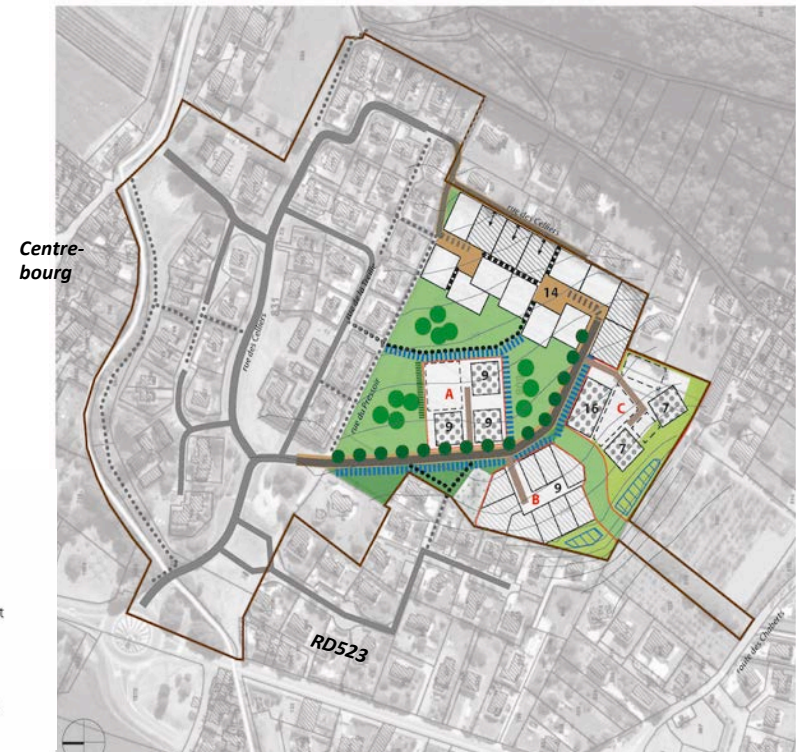 Centre-
bourg
rue des Celliers
14
rue des Celliers
rue du Pressoir
A
9
9
9
16
C
7
7
9
B
RD523
route des Chaberts
t